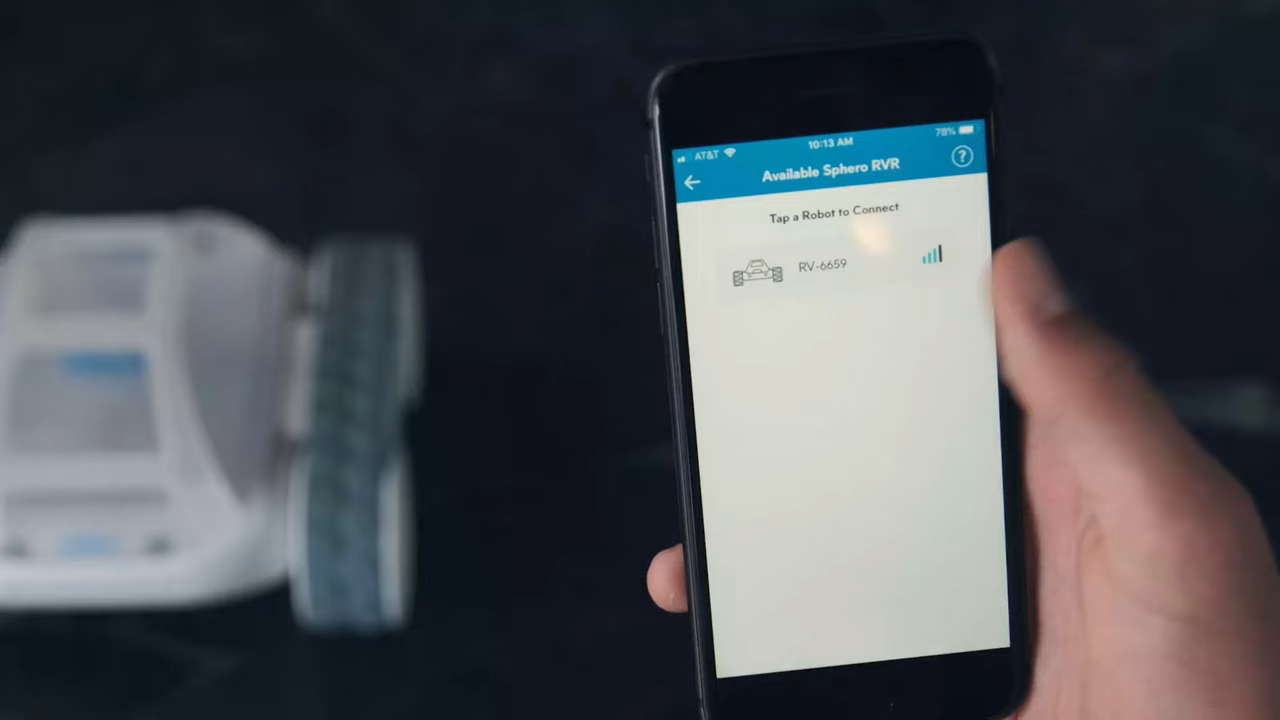 AT&T 10:13 AM 78%
Available Sphero RVR ?
Tap a Robot to Connect
RV-6659